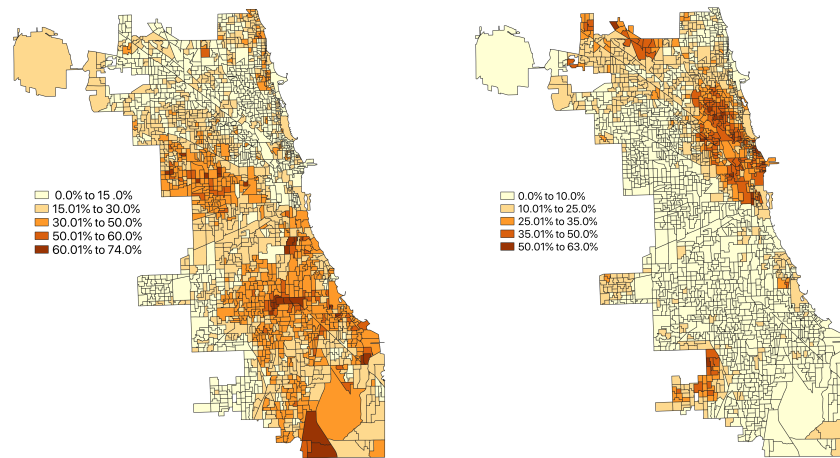 0.0% to 15 .0%
15.01% to 30.0%
30.01% to 50.0%
50.01% to 60.0%
60.01% to 74.0%
0.0% to 10.0%
10.01% to 25.0%
25.01% to 35.0%
35.01% to 50.0%
50.01% to 63.0%